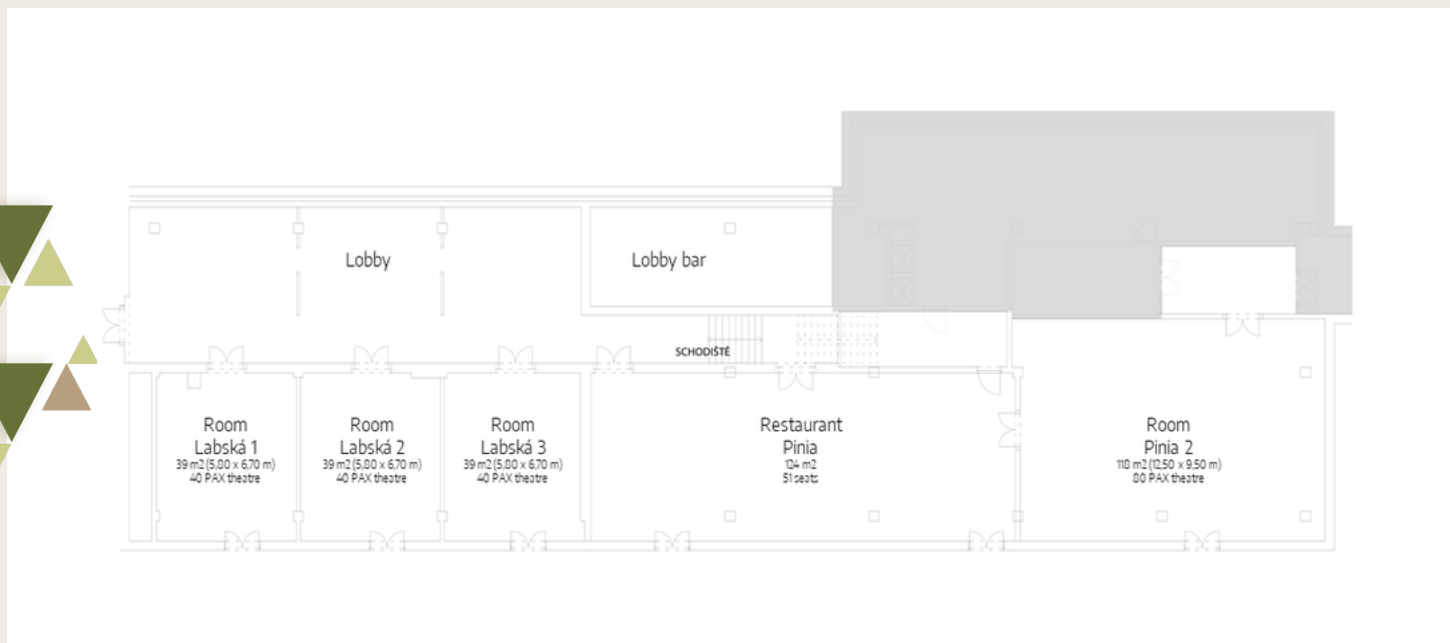 Lobby
Lobby bar
SCHODIŠTĚ
Room
Labská 1
39 m2 (5,80 x 6,70 m)
40 PAX theatre
Room
Labská 2
39 m2 (5,80 x 6,70 m)
40 PAX theatre
Room
Labská 3
39 m2 (5,80 x 6,70 m)
40 PAX theatre
Restaurant
Pinia
124 m2
51 seats
Room
Pinia 2
118 m2 (12,50 x 9,50 m)
80 PAX theatre